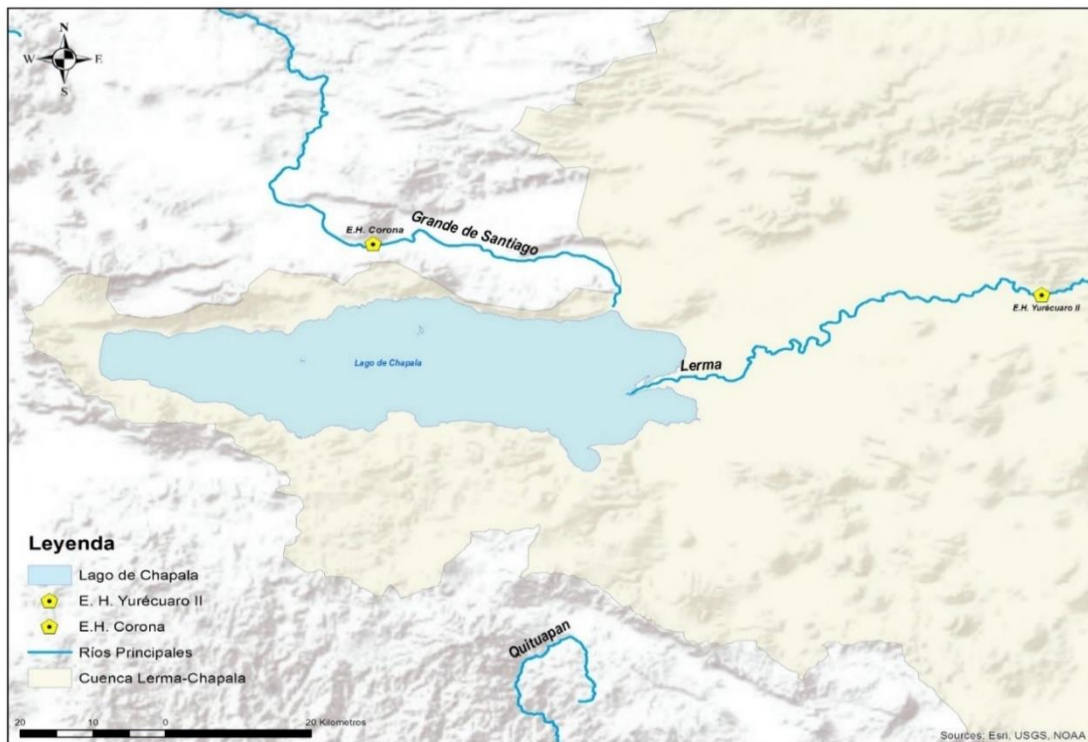 N
W E
S
Grande de Santiago
E.H. Corona
E.H. Yurécuaro II
Lago de Chapala
Lerma
Leyenda
Lago de Chapala
E. H. Yurécuaro II
E.H. Corona
Ríos Principales
Cuenca Lerma-Chapala
Quituapan
20 10 0 20 Kilometros
Sources: Esri, USGS, NOAA